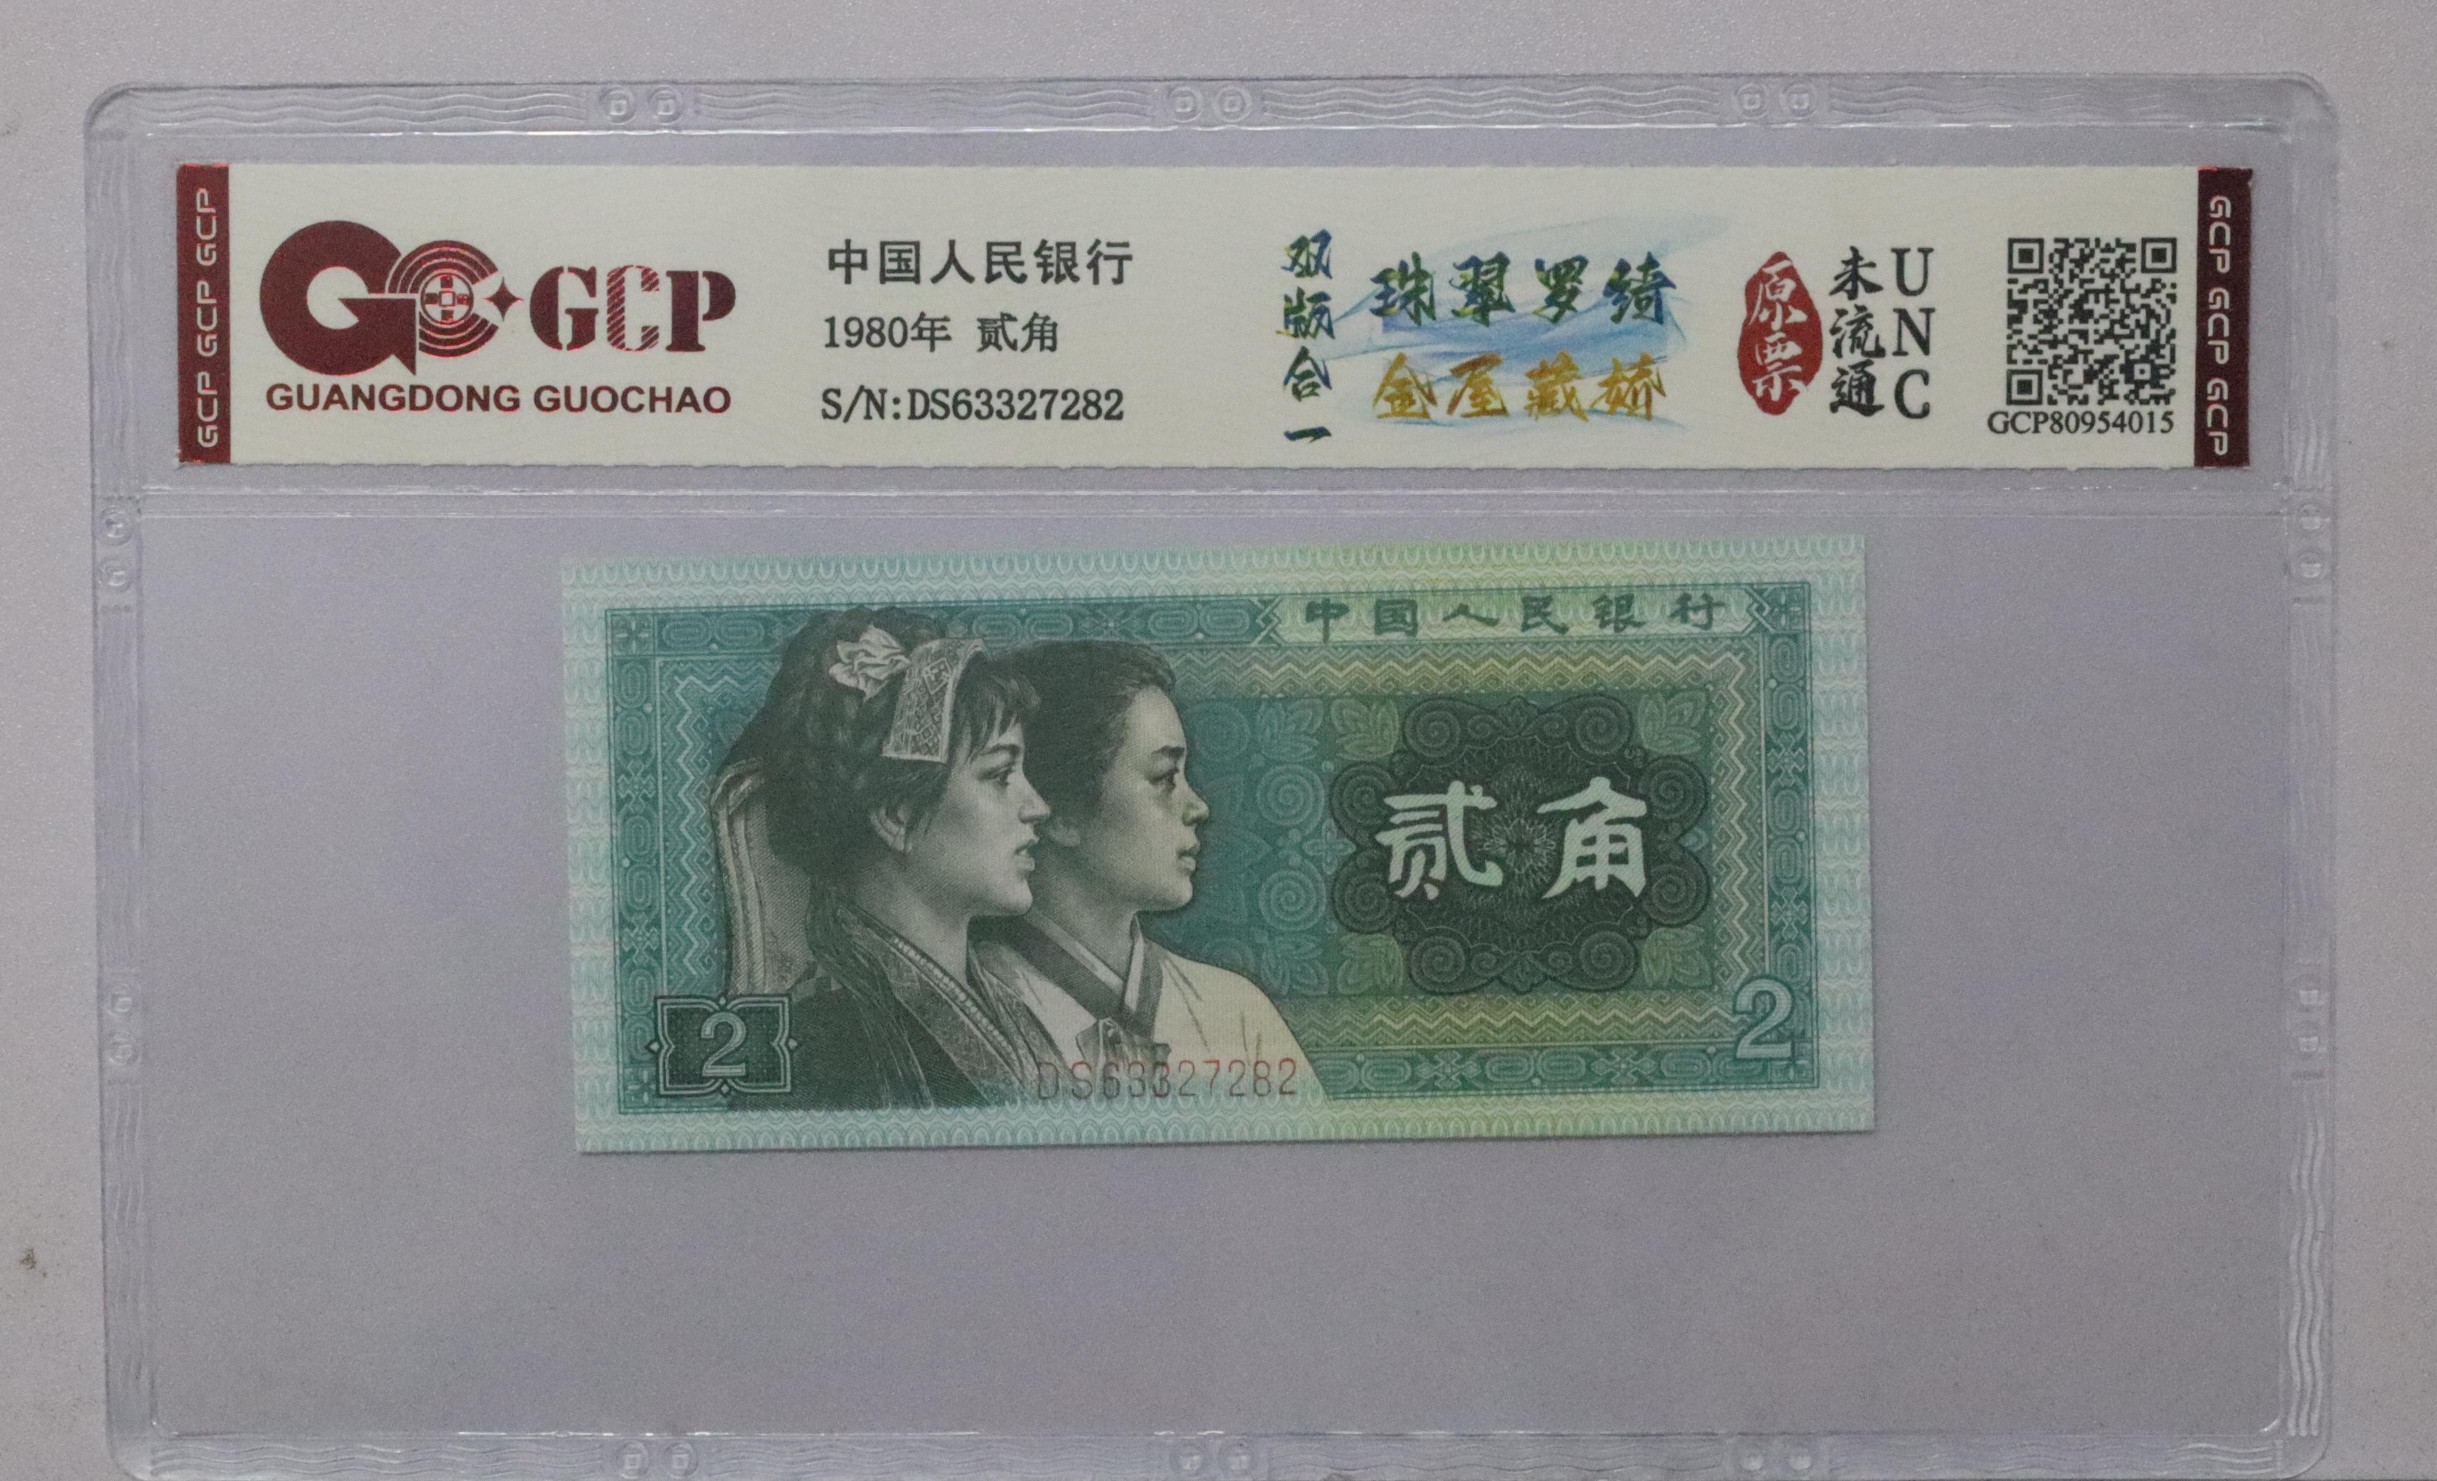 GCP GCP GCP
GCP
GUANGDONG GUOCHAO
中国人民银行
1980年 贰角
S/N:DS63327282
双版合一
珠翠罗绮
金屋藏娇
原票
未流通
UNC
GCP80954015
GCP GCP GCP
中国人民银行
贰角
2
2
DS63327282